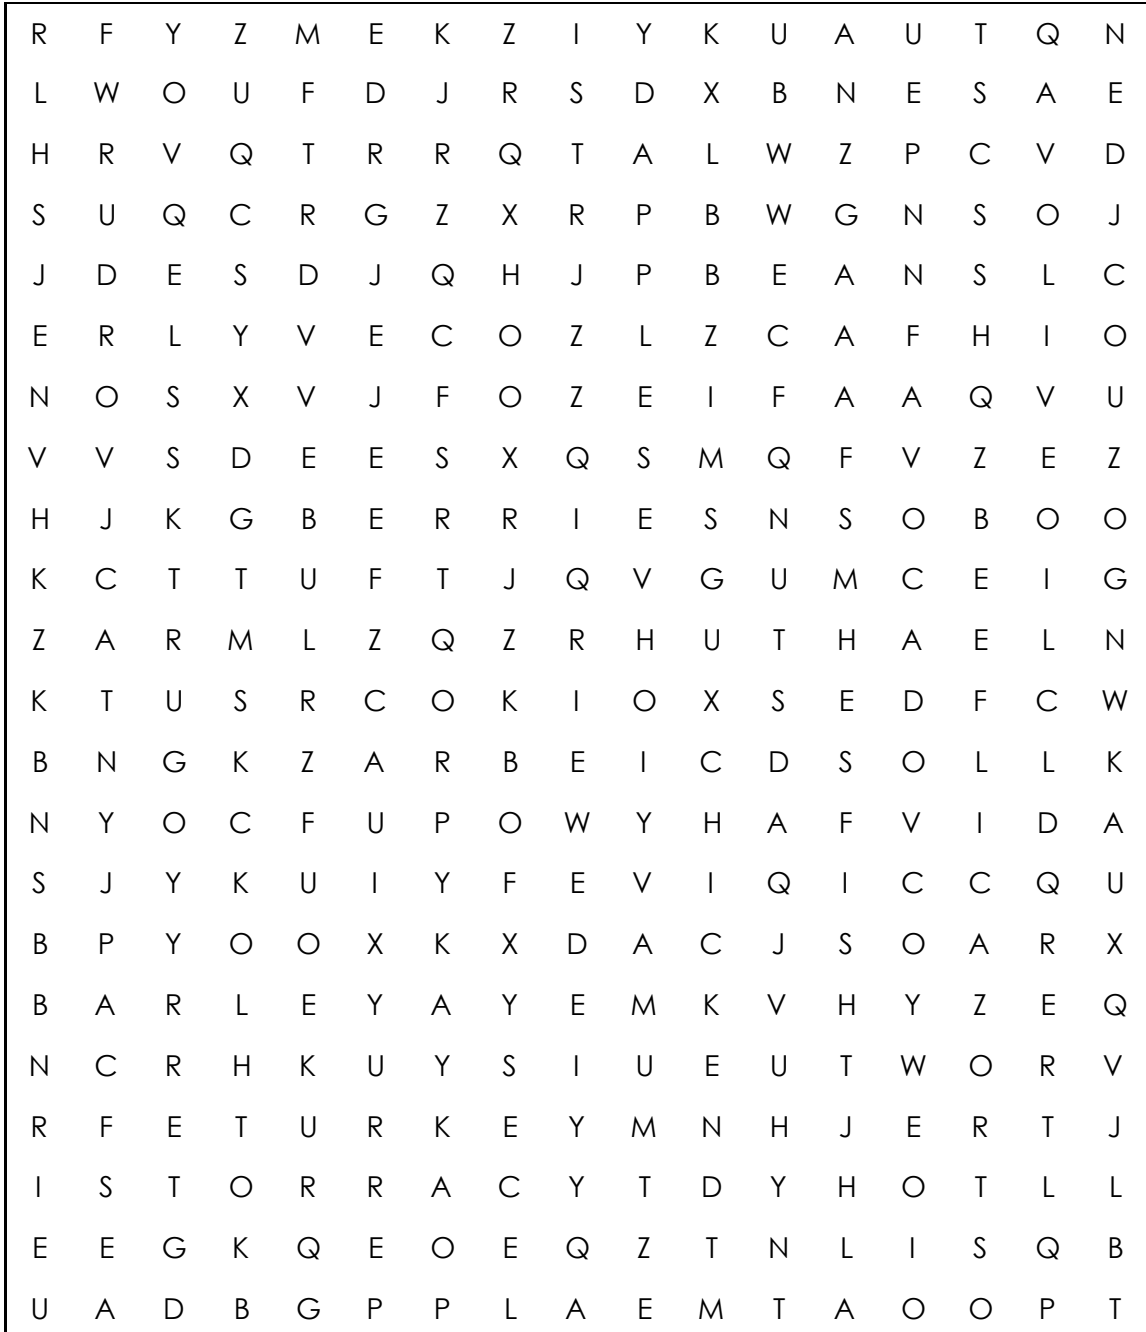 R F Y Z M E K Z I Y K U A U T Q N
L W O U F D J R S D X B N E S A E
H R V Q T R R Q T A L W Z P C V D
S U Q C R G Z X R P B W G N S O J
J D E S D J Q H J P B E A N S L C
E R L Y V E C O Z L Z C A F H I O
N O S X V J F O Z E I F A A Q V U
V V S D E E S X Q S M Q F V Z E Z
H J K G B E R R I E S N S O B O O
K C T T U F T J Q V G U M C E I G
Z A R M L Z Q Z R H U T H A E L N
K T U S R C O K I O X S E D F C W
B N G K Z A R B E I C D S O L L K
N Y O C F U P O W Y H A F V I D A
S J Y K U I Y F E V I Q I C C Q U
B P Y O O X K X D A C J S O A R X
B A R L E Y A Y E M K V H Y Z E Q
N C R H K U Y S I U E U T W O R V
R F E T U R K E Y M N H J E R T J
I S T O R R A C Y T D Y H O T L L
E E G K Q E O E Q Z T N L I S Q B
U A D B G P P L A E M T A O O P T